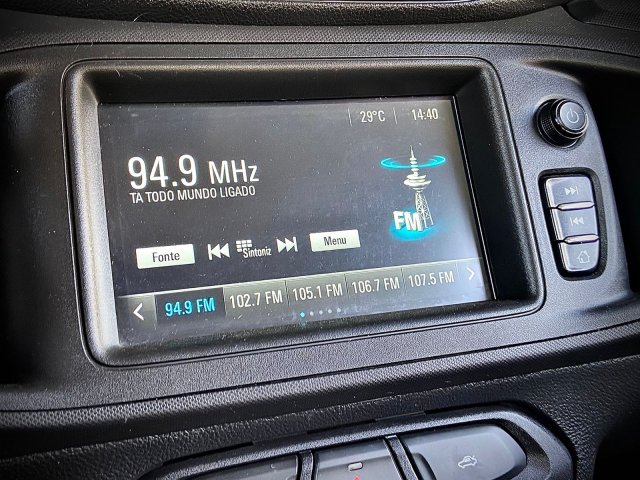 29°C 14:40
94.9 MHz
TA TODO MUNDO LIGADO
FM
Fonte Sintoniz Menu
94.9 FM 102.7 FM 105.1 FM 106.7 FM 107.5 FM